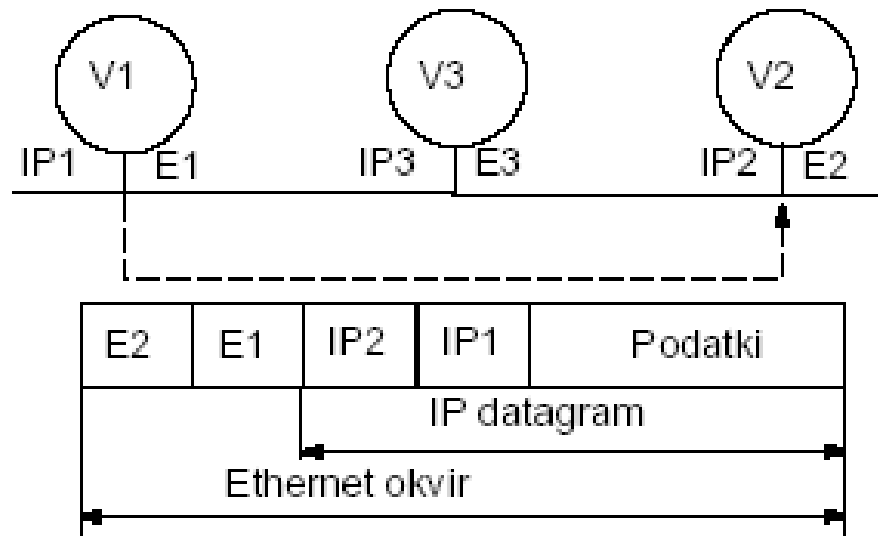 V1 V3 V2
IP1 E1 IP3 E3 IP2 E2
E2 E1 IP2 IP1 Podatki
IP datagram
Ethernet okvir